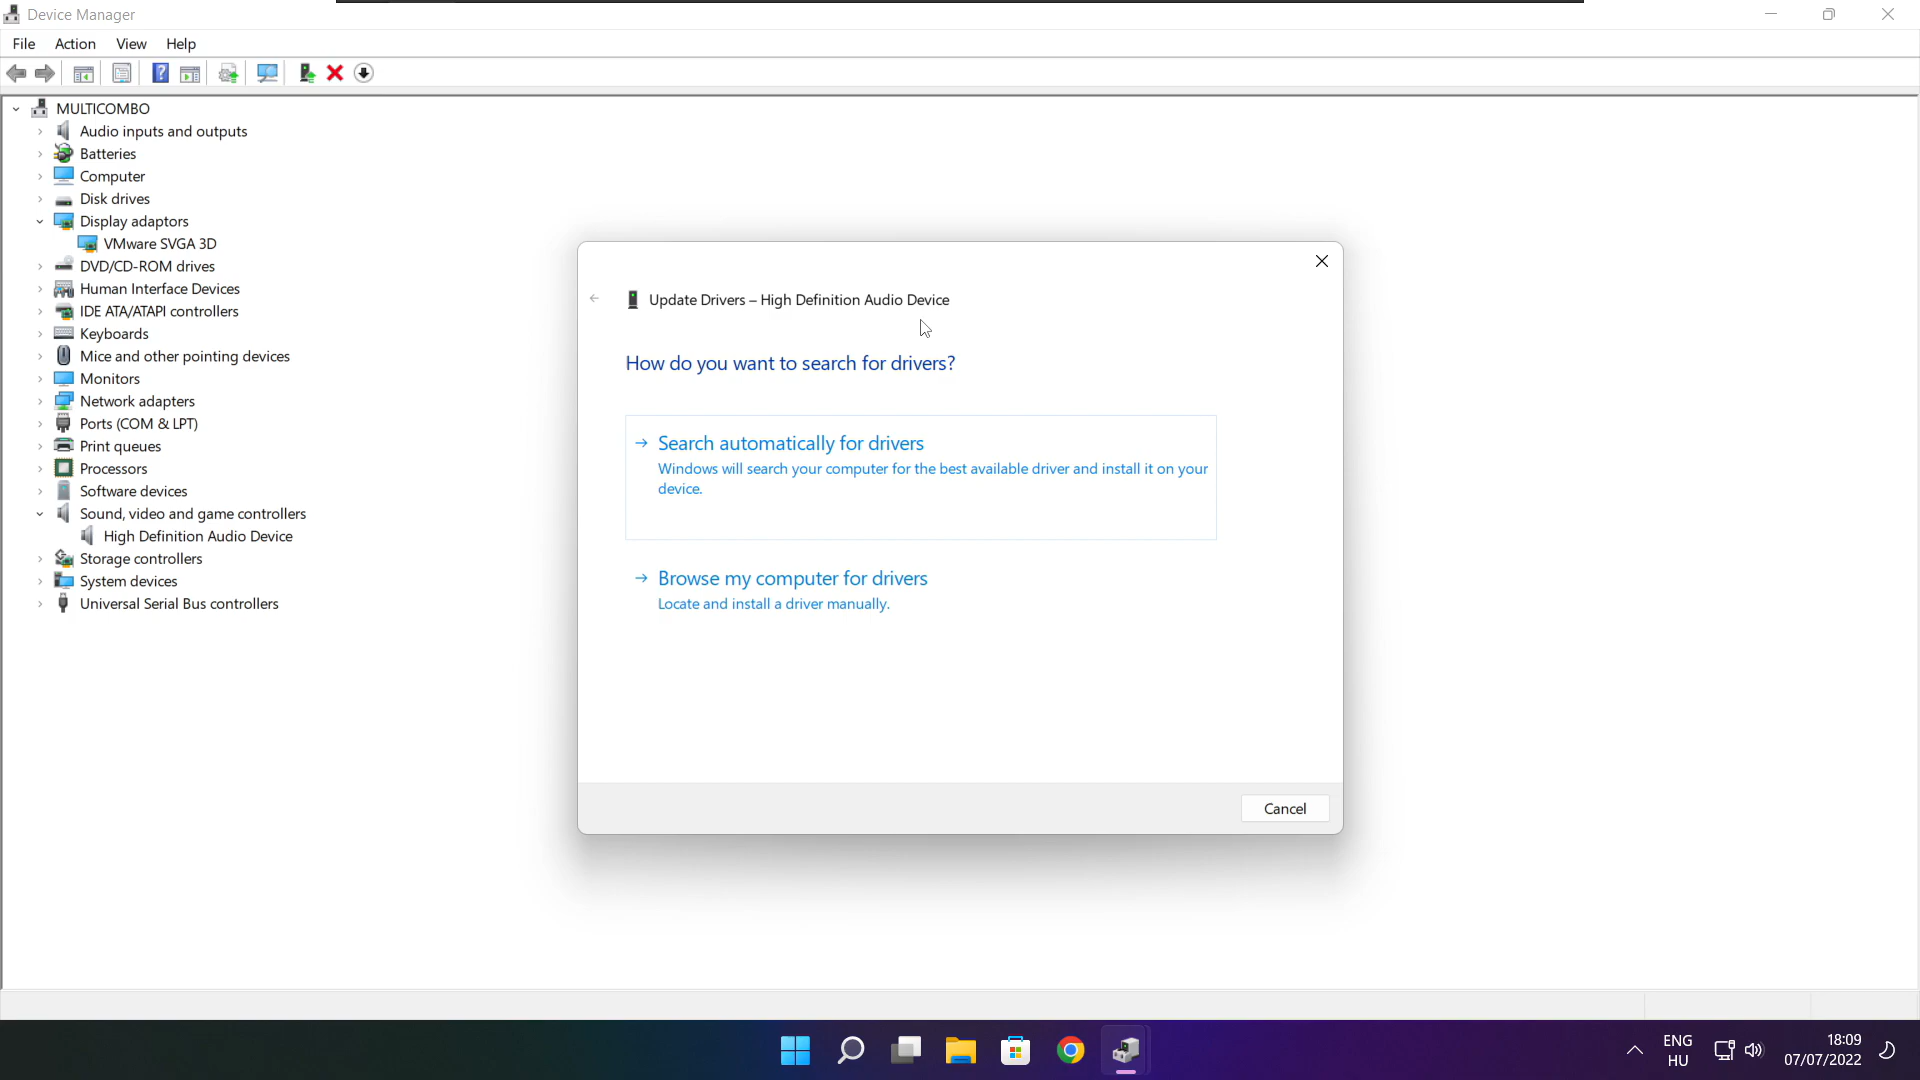 Device Manager
File Action View Help
MULTICOMBO
Audio inputs and outputs
Batteries
Computer
Disk drives
Display adaptors
VMware SVGA 3D
DVD/CD-ROM drives
Human Interface Devices
IDE ATA/ATAPI controllers
Keyboards
Mice and other pointing devices
Monitors
Network adapters
Ports (COM & LPT)
Print queues
Processors
Software devices
Sound, video and game controllers
High Definition Audio Device
Storage controllers
System devices
Universal Serial Bus controllers
Update Drivers – High Definition Audio Device
How do you want to search for drivers?
Search automatically for drivers
Windows will search your computer for the best available driver and install it on your
device.
Browse my computer for drivers
Locate and install a driver manually.
Cancel
ENG
HU
18:09
07/07/2022